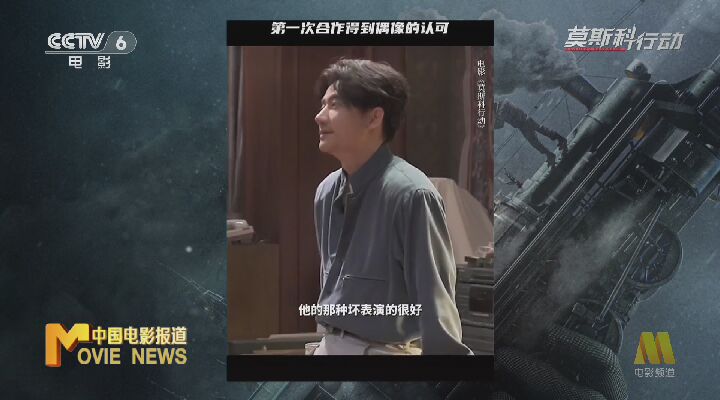 CCTV 6
电影
第一次合作得到偶像的认可
莫斯科行动
电影《莫斯科行动》
他的那种坏表演的很好
中国电影报道
MOVIE NEWS
电影频道